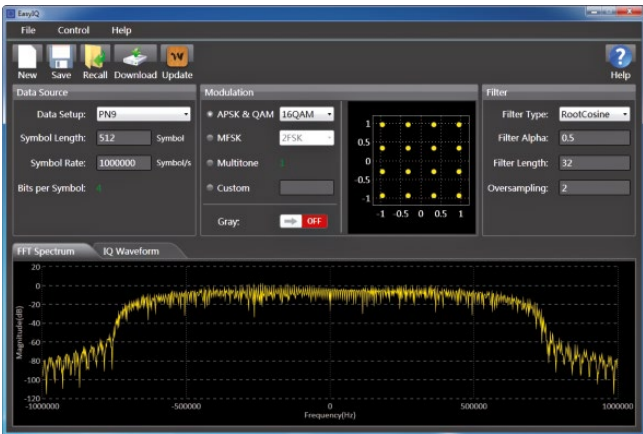 EasyIQ
File Control Help
New Save Recall Download Update Help
Data Source
Data Setup: PN9
Symbol Length: 512 Symbol
Symbol Rate: 1000000 Symbol/s
Bits per Symbol: 4
Modulation
APSK & QAM 16QAM
MFSK 2FSK
Multitone 1
Custom
Gray: OFF
1
0.5
0
-0.5
-1
-1 -0.5 0 0.5 1
Filter
Filter Type: RootCosine
Filter Alpha: 0.5
Filter Length: 32
Oversampling: 2
FFT Spectrum IQ Waveform
Magnitude(dB)
20
0
-20
-40
-60
-80
-100
-120
-1000000 -500000 0 500000 1000000
Frequency(Hz)